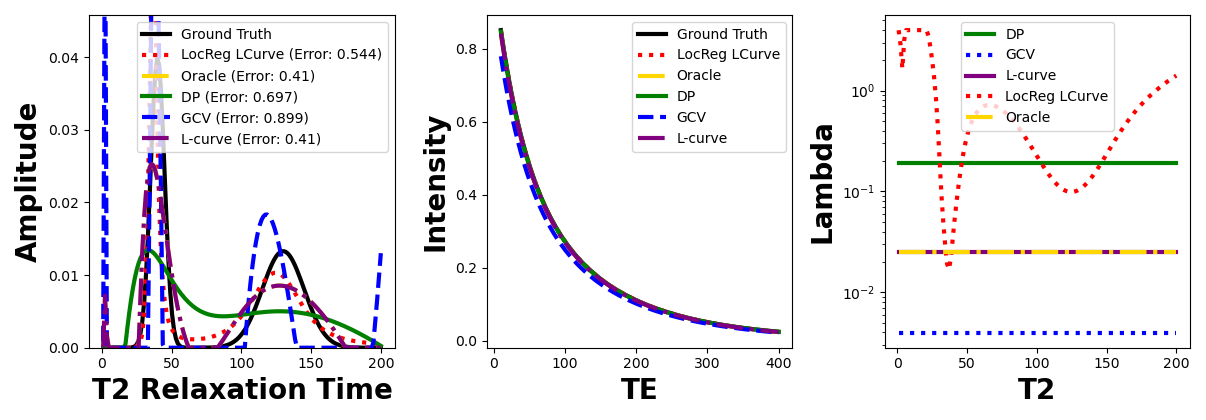 Amplitude
0.04
0.03
0.02
0.01
0.00
0
50
100
150
200
T2 Relaxation Time
Ground Truth
LocReg LCurve (Error: 0.544)
Oracle (Error: 0.41)
DP (Error: 0.697)
GCV (Error: 0.899)
L-curve (Error: 0.41)
Intensity
0.8
0.6
0.4
0.2
0.0
0
100
200
300
400
TE
Ground Truth
LocReg LCurve
Oracle
DP
GCV
L-curve
Lambda
10⁰
10⁻¹
10⁻²
0
50
100
150
200
T2
DP
GCV
L-curve
LocReg LCurve
Oracle